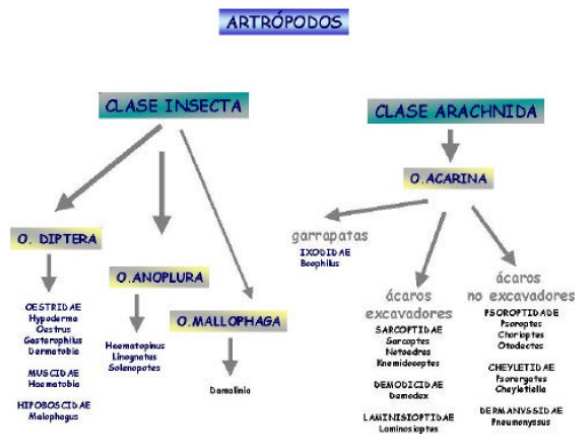 ARTRÓPODOS
CLASE INSECTA
CLASE ARACHNIDA
O. DIPTERA
O.ANOPLURA
O.MALLOPHAGA
O.ACARINA
OESTRIDAE
Hypoderma
Oestrus
Gasterophilus
Dermatobia
MUSCIDAE
Haematobia
HIPOBOSCIDAE
Melophagus
Haematopinus
Linognatus
Solenopotes
Damalinia
garrapatas
IXODIDAE
Boophilus
ácaros
excavadores
SARCOPTIDAE
Sarcoptes
Notoedres
Knemidocoptes
DEMODICIDAE
Demodex
LAMINISIOPTIDAE
Laminosioptes
ácaros
no excavadores
PSOROPTIDADE
Psoroptes
Chorioptes
Otodectes
CHEYLETIDAE
Psorergates
Cheyletiella
DERMANYSSIDAE
Pneumonyssus